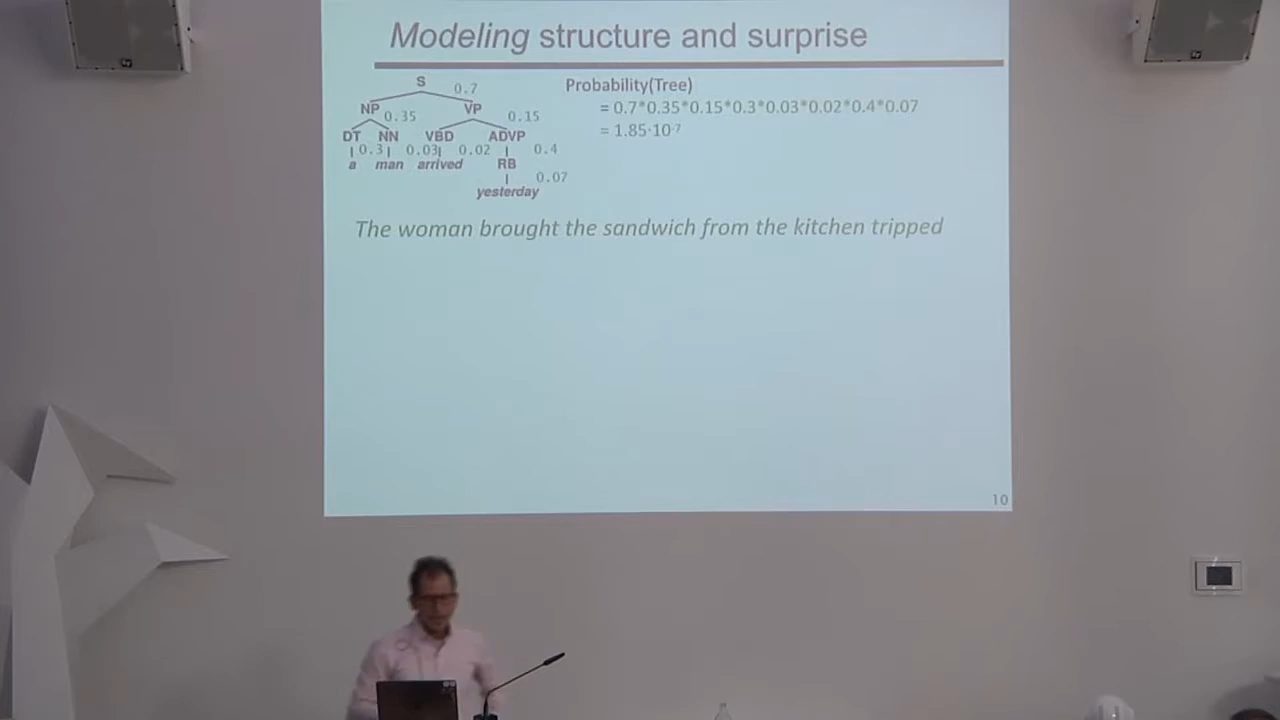 Modeling structure and surprise
S 0.7
NP 0.35 VP 0.15
DT NN VBD ADVP
0.3 0.03 0.02 0.4
a man arrived RB
0.07
yesterday
Probability(Tree)
= 0.7*0.35*0.15*0.3*0.03*0.02*0.4*0.07
= 1.85·10-7
The woman brought the sandwich from the kitchen tripped
10